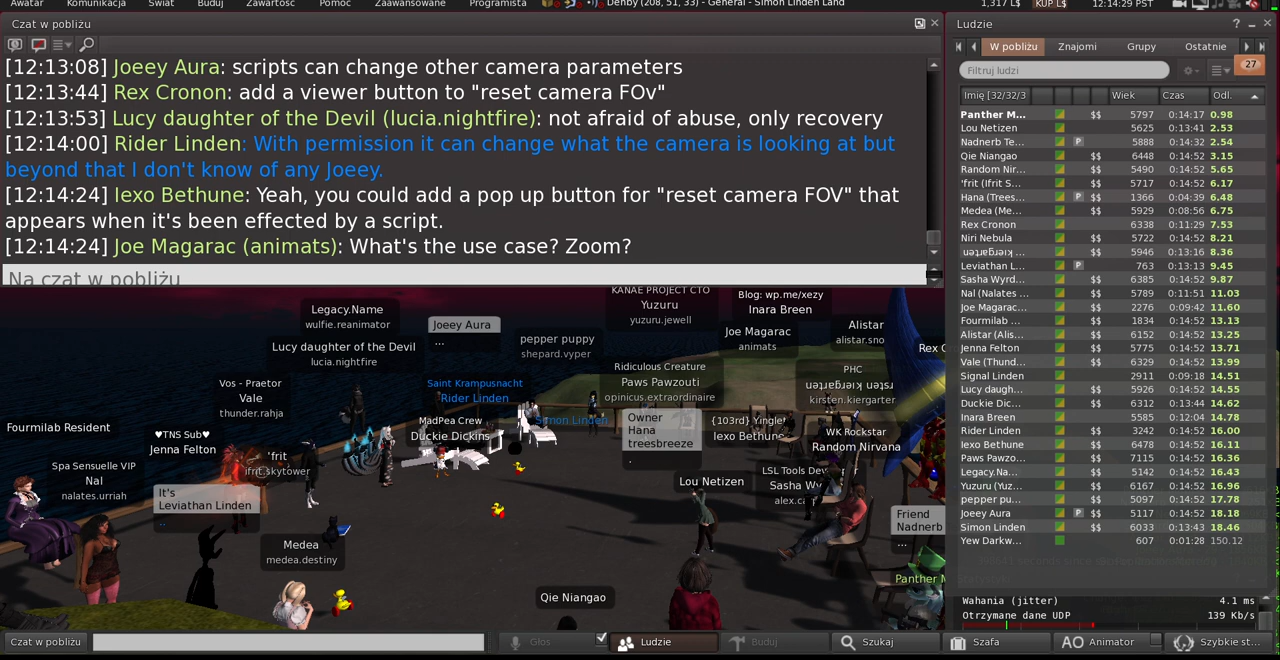 Awatar Komunikacja Świat Buduj Zawartość Pomoc Zaawansowane Programista Denby (208, 51, 33) - General - Simon Linden Land 1,317 L$ KUP L$ 12:14:29 PST
Czat w pobliżu
[12:13:08] Joeey Aura: scripts can change other camera parameters
[12:13:44] Rex Cronon: add a viewer button to "reset camera FOv"
[12:13:53] Lucy daughter of the Devil (lucia.nightfire): not afraid of abuse, only recovery
[12:14:00] Rider Linden: With permission it can change what the camera is looking at but
beyond that I don't know of any Joeey.
[12:14:24] Iexo Bethune: Yeah, you could add a pop up button for "reset camera FOV" that
appears when it's been effected by a script.
[12:14:24] Joe Magarac (animats): What's the use case? Zoom?
Na czat w pobliżu
KANAE PROJECT CTO
Yuzuru
yuzuru.jewell
Blog: wp.me/xezy
Inara Breen
Legacy.Name
wulfie.reanimator
Joeey Aura
...
pepper puppy
shepard.vyper
Joe Magarac
animats
Alistar
alistar.sno
Rex C
Lucy daughter of the Devil
lucia.nightfire
Ridiculous Creature
Paws Pawzouti
opinicus.extraordinaire
PHC
kirsten.kiergarter
Vos - Praetor
Vale
thunder.rahja
Saint Krampusnacht
Rider Linden
Simon Linden
Owner
Hana
treesbreeze
.
MadPea Crew
Duckie Dickins
{103rd} Yingle
Iexo Bethune
Fourmilab Resident
♥TNS Sub♥
Jenna Felton
WK Rockstar
Random Nirvana
'frit
ifrit.skytower
Spa Sensuelle VIP
Nal
nalates.urriah
LSL Tools Dev
Sasha Wy
alex.ca
Lou Netizen
It's
Leviathan Linden
..
Friend
Nadnerb
...
Medea
medea.destiny
Panther M
Qie Niangao
Czat w pobliżu Głos Ludzie Buduj Szukaj Szafa AO Animator Szybkie st...
Ludzie
W pobliżu Znajomi Grupy Ostatnie
Filtruj ludzi 27
Imię [32/32/3 Wiek Czas Odl.
Panther M... $$ 5797 0:14:17 0.98
Lou Netizen 5625 0:13:41 2.53
Nadnerb Te... P 5888 0:14:32 2.54
Qie Niangao $$ 6448 0:14:52 3.15
Random Nir... $$ 5490 0:14:52 5.65
'frit (Ifrit S... $$ 5717 0:14:52 6.17
Hana (Trees... P $$ 1366 0:04:39 6.48
Medea (Me... $$ 5929 0:08:56 6.75
Rex Cronon 6338 0:11:29 7.53
Niri Nebula $$ 5722 0:14:52 8.21
$$ 5946 0:13:16 8.36
Leviathan L... P 763 0:13:13 9.45
Sasha Wyrd... $$ 6385 0:14:52 9.87
Nal (Nalates ... $$ 5789 0:11:51 11.03
Joe Magarac... $$ 2276 0:09:42 11.60
Fourmilab ... $$ 1834 0:14:52 13.13
Alistar (Alis... $$ 6152 0:14:52 13.25
Jenna Felton $$ 5775 0:14:52 13.71
Vale (Thund... $$ 6329 0:14:52 13.99
Signal Linden 2911 0:09:18 14.51
Lucy daugh... $$ 5926 0:14:52 14.55
Duckie Dic... $$ 6312 0:13:44 14.62
Inara Breen 5585 0:12:04 14.78
Rider Linden $$ 3242 0:14:52 16.00
Iexo Bethune $$ 6478 0:14:52 16.11
Paws Pawzo... $$ 7115 0:14:52 16.36
Legacy.Na... $$ 5142 0:14:52 16.43
Yuzuru (Yuz... $$ 6167 0:14:52 16.96
pepper pu... $$ 5097 0:14:52 17.78
Joeey Aura P $$ 5117 0:14:52 18.18
Simon Linden $$ 6033 0:13:43 18.46
Yew Darkw... 607 0:01:28 150.12
Wahania (jitter) 4.1 ms
Otrzymane dane UDP 139 Kb/s